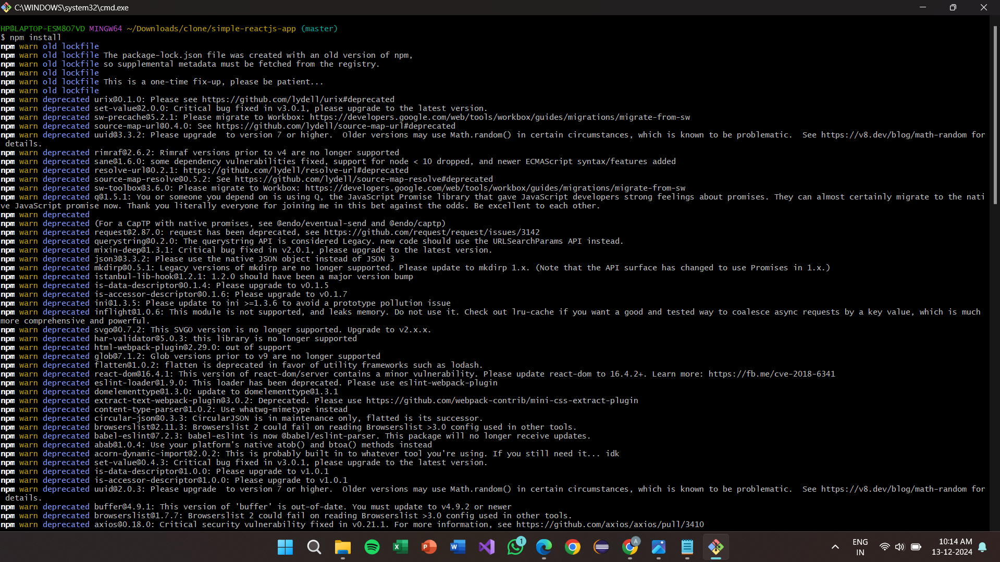 C:\WINDOWS\system32\cmd.exe
HP@LAPTOP-ESM8O7VD MINGW64 ~/Downloads/clone/simple-reactjs-app (master)
$ npm install
npm warn old lockfile
npm warn old lockfile The package-lock.json file was created with an old version of npm,
npm warn old lockfile so supplemental metadata must be fetched from the registry.
npm warn old lockfile
npm warn old lockfile This is a one-time fix-up, please be patient...
npm warn old lockfile
npm warn deprecated urix@0.1.0: Please see https://github.com/lydell/urix#deprecated
npm warn deprecated set-value@2.0.0: Critical bug fixed in v3.0.1, please upgrade to the latest version.
npm warn deprecated sw-precache@5.2.1: Please migrate to Workbox: https://developers.google.com/web/tools/workbox/guides/migrations/migrate-from-sw
npm warn deprecated source-map-url@0.4.0: See https://github.com/lydell/source-map-url#deprecated
npm warn deprecated uuid@3.3.2: Please upgrade  to version 7 or higher.  Older versions may use Math.random() in certain circumstances, which is known to be problematic.  See https://v8.dev/blog/math-random for
 details.
npm warn deprecated rimraf@2.6.2: Rimraf versions prior to v4 are no longer supported
npm warn deprecated sane@1.6.0: some dependency vulnerabilities fixed, support for node < 10 dropped, and newer ECMAScript syntax/features added
npm warn deprecated resolve-url@0.2.1: https://github.com/lydell/resolve-url#deprecated
npm warn deprecated source-map-resolve@0.5.2: See https://github.com/lydell/source-map-resolve#deprecated
npm warn deprecated sw-toolbox@3.6.0: Please migrate to Workbox: https://developers.google.com/web/tools/workbox/guides/migrations/migrate-from-sw
npm warn deprecated q@1.5.1: You or someone you depend on is using Q, the JavaScript Promise library that gave JavaScript developers strong feelings about promises. They can almost certainly migrate to the nati
ve JavaScript promise now. Thank you literally everyone for joining me in this bet against the odds. Be excellent to each other.
npm warn deprecated
npm warn deprecated (For a CapTP with native promises, see @endo/eventual-send and @endo/captp)
npm warn deprecated request@2.87.0: request has been deprecated, see https://github.com/request/request/issues/3142
npm warn deprecated querystring@0.2.0: The querystring API is considered Legacy. new code should use the URLSearchParams API instead.
npm warn deprecated mixin-deep@1.3.1: Critical bug fixed in v2.0.1, please upgrade to the latest version.
npm warn deprecated json3@3.3.2: Please use the native JSON object instead of JSON 3
npm warn deprecated mkdirp@0.5.1: Legacy versions of mkdirp are no longer supported. Please update to mkdirp 1.x. (Note that the API surface has changed to use Promises in 1.x.)
npm warn deprecated istanbul-lib-hook@1.2.1: 1.2.0 should have been a major version bump
npm warn deprecated is-data-descriptor@0.1.4: Please upgrade to v0.1.5
npm warn deprecated is-accessor-descriptor@0.1.6: Please upgrade to v0.1.7
npm warn deprecated ini@1.3.5: Please update to ini >=1.3.6 to avoid a prototype pollution issue
npm warn deprecated inflight@1.0.6: This module is not supported, and leaks memory. Do not use it. Check out lru-cache if you want a good and tested way to coalesce async requests by a key value, which is much
more comprehensive and powerful.
npm warn deprecated svgo@0.7.2: This SVGO version is no longer supported. Upgrade to v2.x.x.
npm warn deprecated har-validator@5.0.3: this library is no longer supported
npm warn deprecated html-webpack-plugin@2.29.0: out of support
npm warn deprecated glob@7.1.2: Glob versions prior to v9 are no longer supported
npm warn deprecated flatten@1.0.2: flatten is deprecated in favor of utility frameworks such as lodash.
npm warn deprecated react-dom@16.4.1: This version of react-dom/server contains a minor vulnerability. Please update react-dom to 16.4.2+. Learn more: https://fb.me/cve-2018-6341
npm warn deprecated eslint-loader@1.9.0: This loader has been deprecated. Please use eslint-webpack-plugin
npm warn deprecated domelementtype@1.3.0: update to domelementtype@1.3.1
npm warn deprecated extract-text-webpack-plugin@3.0.2: Deprecated. Please use https://github.com/webpack-contrib/mini-css-extract-plugin
npm warn deprecated content-type-parser@1.0.2: Use whatwg-mimetype instead
npm warn deprecated circular-json@0.3.3: CircularJSON is in maintenance only, flatted is its successor.
npm warn deprecated browserslist@2.11.3: Browserslist 2 could fail on reading Browserslist >3.0 config used in other tools.
npm warn deprecated babel-eslint@7.2.3: babel-eslint is now @babel/eslint-parser. This package will no longer receive updates.
npm warn deprecated abab@1.0.4: Use your platform's native atob() and btoa() methods instead
npm warn deprecated acorn-dynamic-import@2.0.2: This is probably built in to whatever tool you're using. If you still need it... idk
npm warn deprecated set-value@0.4.3: Critical bug fixed in v3.0.1, please upgrade to the latest version.
npm warn deprecated is-data-descriptor@1.0.0: Please upgrade to v1.0.1
npm warn deprecated is-accessor-descriptor@1.0.0: Please upgrade to v1.0.1
npm warn deprecated uuid@2.0.3: Please upgrade  to version 7 or higher.  Older versions may use Math.random() in certain circumstances, which is known to be problematic.  See https://v8.dev/blog/math-random for
 details.
npm warn deprecated buffer@4.9.1: This version of 'buffer' is out-of-date. You must update to v4.9.2 or newer
npm warn deprecated browserslist@1.7.7: Browserslist 2 could fail on reading Browserslist >3.0 config used in other tools.
npm warn deprecated axios@0.18.0: Critical security vulnerability fixed in v0.21.1. For more information, see https://github.com/axios/axios/pull/3410
1
A
ENG
IN
10:14 AM
13-12-2024